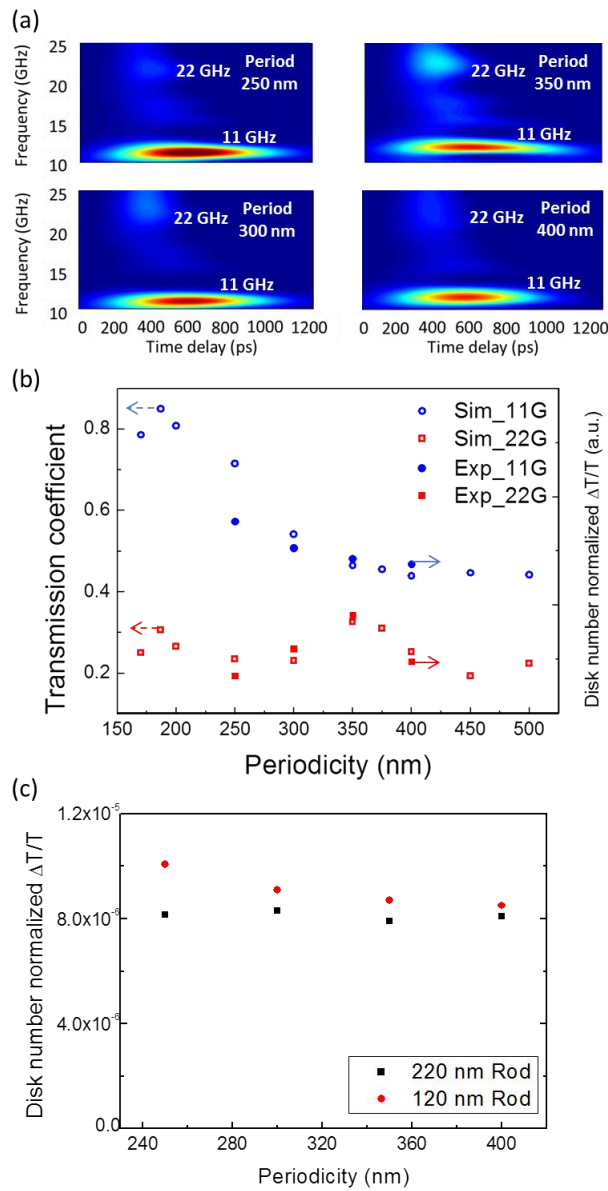 (a)
Frequency (GHz)
25
20
15
10
22 GHz
Period
250 nm
11 GHz
22 GHz
Period
350 nm
11 GHz
Frequency (GHz)
25
20
15
10
22 GHz
Period
300 nm
11 GHz
22 GHz
Period
400 nm
11 GHz
0 200 400 600 800 1000 1200
Time delay (ps)
0 200 400 600 800 1000 1200
Time delay (ps)
(b)
Transmission coefficient
0.8
0.6
0.4
0.2
Sim_11G
Sim_22G
Exp_11G
Exp_22G
Disk number normalized ΔT/T (a.u.)
150 200 250 300 350 400 450 500
Periodicity (nm)
(c)
Disk number normalized ΔT/T
1.2x10-5
8.0x10-6
4.0x10-6
0.0
220 nm Rod
120 nm Rod
240 280 320 360 400
Periodicity (nm)